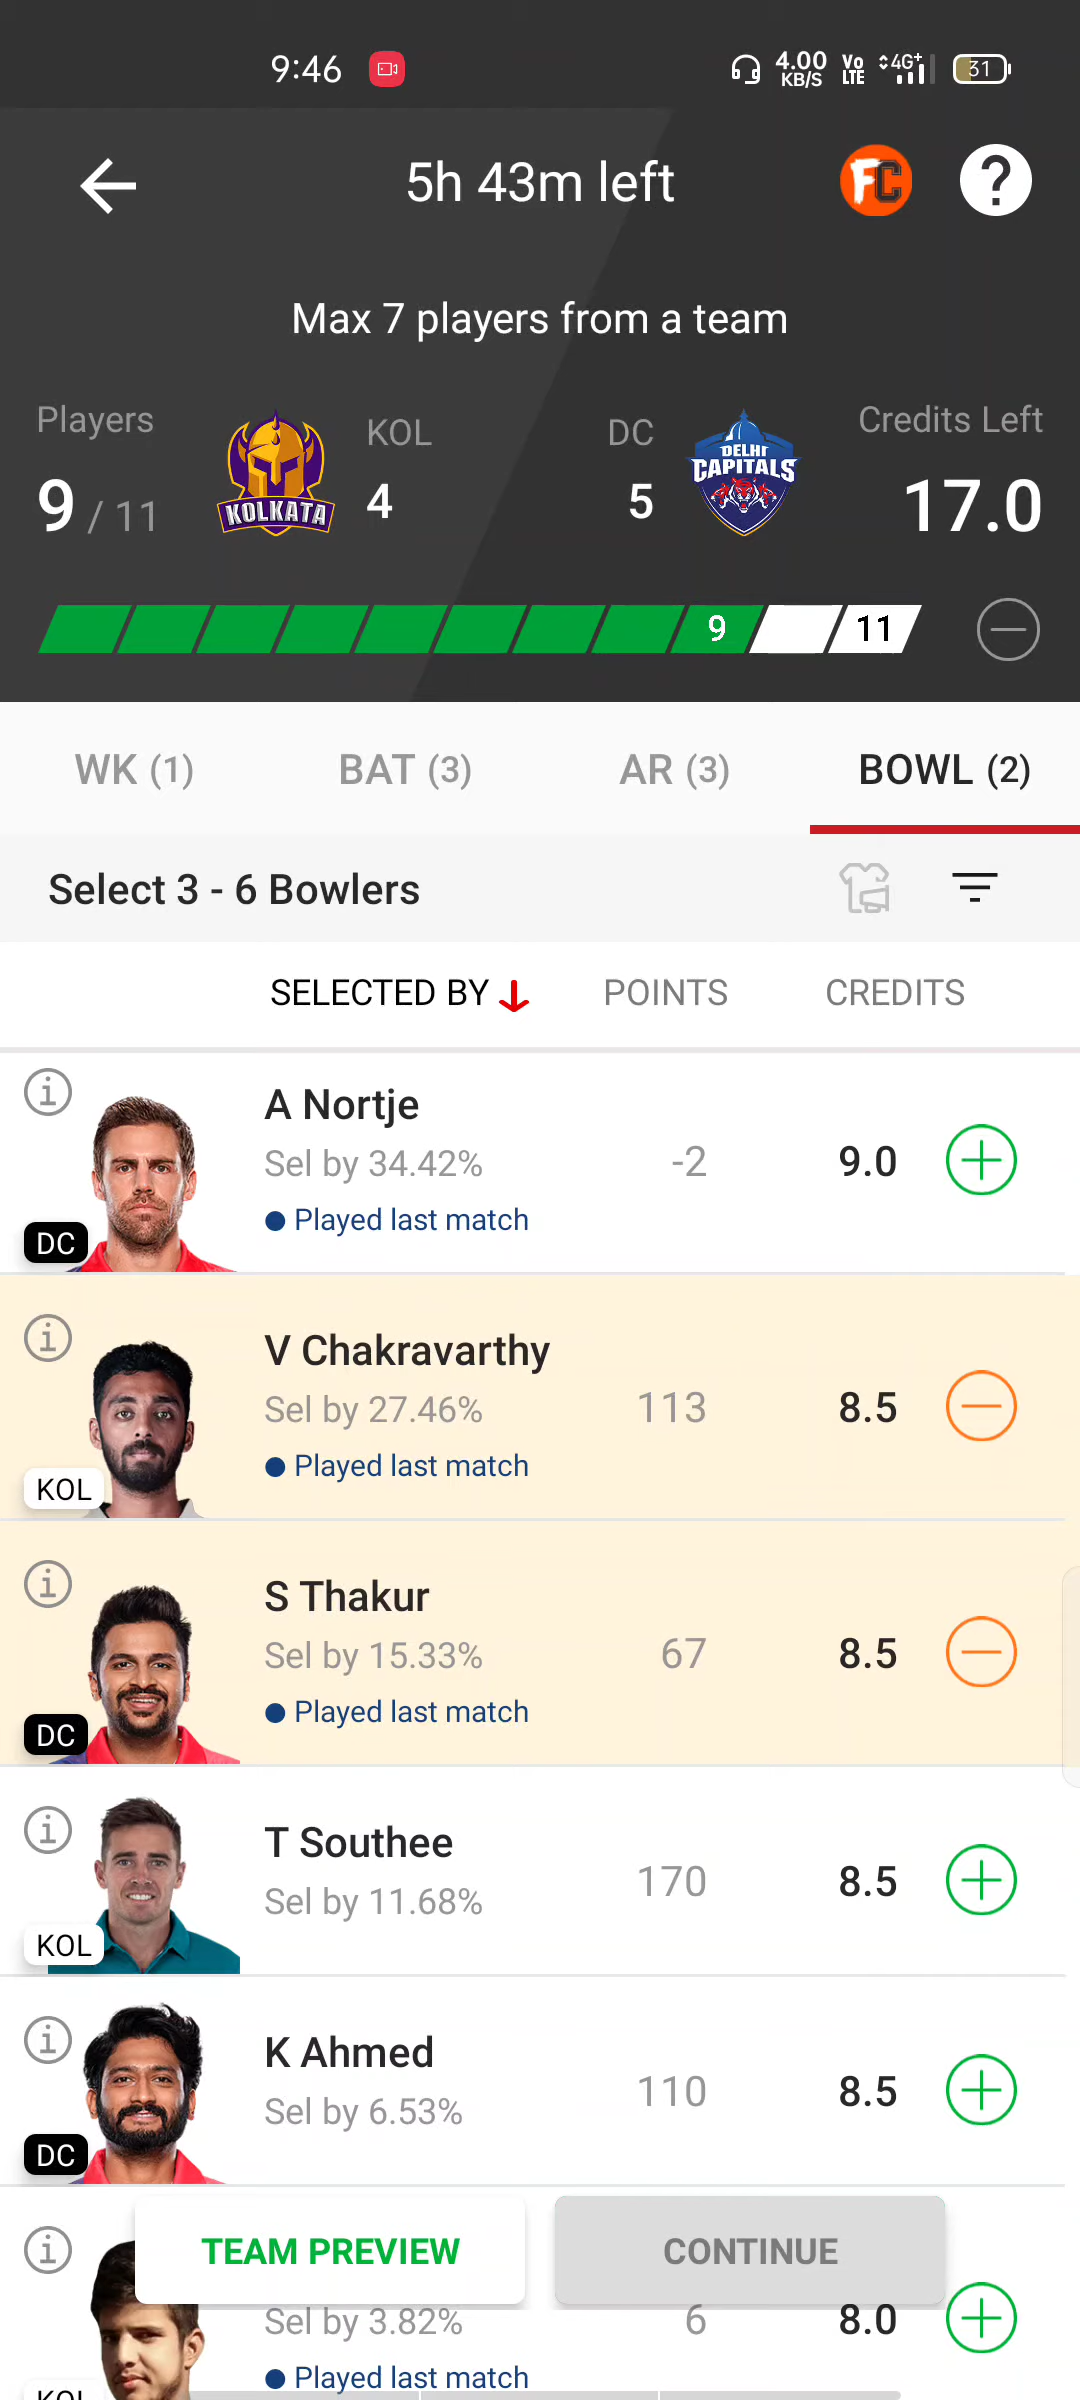 9:46
4.00 KB/S Vo LTE 4G+ 31
5h 43m left
FC ?
Max 7 players from a team
Players KOL DC Credits Left
9 / 11 KOLKATA 4 5 DELHI CAPITALS 17.0
9 11
WK (1) BAT (3) AR (3) BOWL (2)
Select 3 - 6 Bowlers
SELECTED BY POINTS CREDITS
A Nortje
Sel by 34.42% -2 9.0
Played last match
DC
V Chakravarthy
Sel by 27.46% 113 8.5
Played last match
KOL
S Thakur
Sel by 15.33% 67 8.5
Played last match
DC
T Southee
Sel by 11.68% 170 8.5
KOL
K Ahmed
Sel by 6.53% 110 8.5
DC
TEAM PREVIEW CONTINUE
Sel by 3.82% 6 8.0
Played last match
KOL